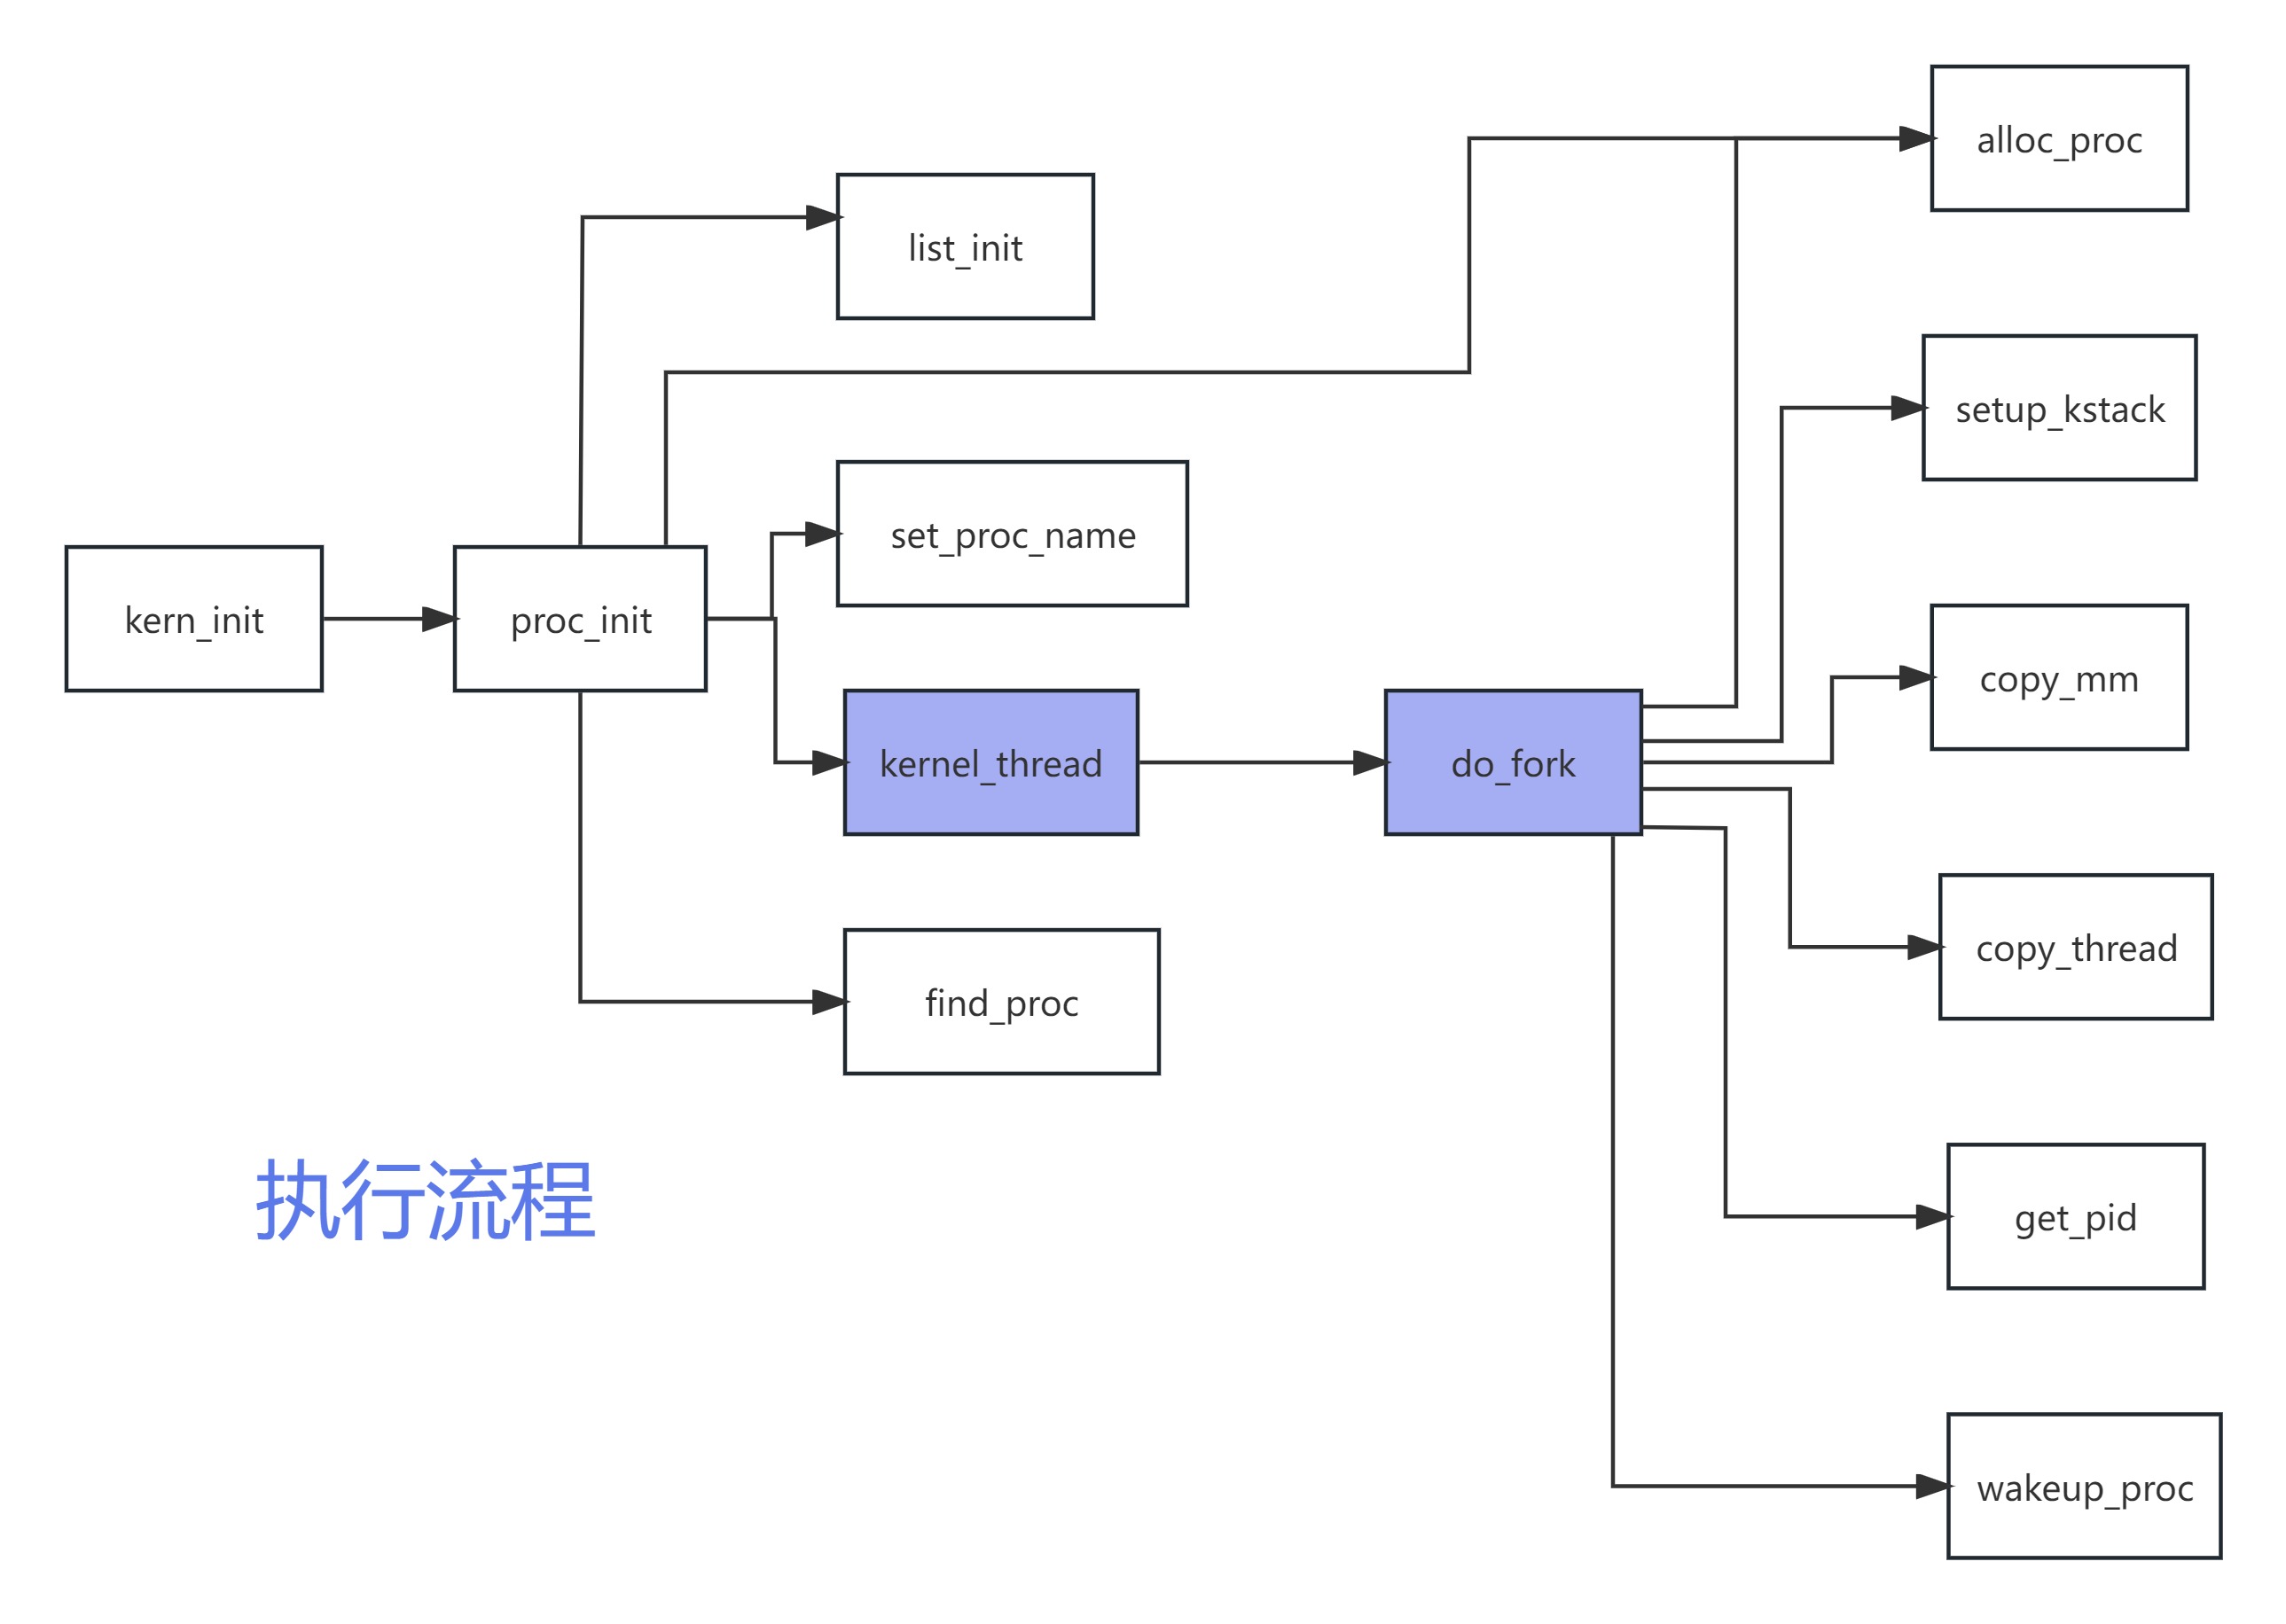 alloc_proc
list_init
setup_kstack
set_proc_name
kern_init
proc_init
copy_mm
kernel_thread
do_fork
copy_thread
find_proc
执行流程
get_pid
wakeup_proc